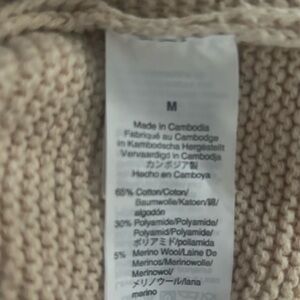 M
Made in Cambodia
Fabriqué au Cambodge
in Kambodscha Hergestellt
Vervaardigd in Cambodja
カンボジア製
Hecho en Camboya
65% Cotton/Coton/
Baumwolle/Katoen/綿/
algodón
30% Polyamide/Polyamide/
Polyamid/Polyamide/
ポリアミド/poliamida
5% Merino Wool/Laine De
Merinos/Merinowolle/
Merinowol/
メリノウール/lana
merino